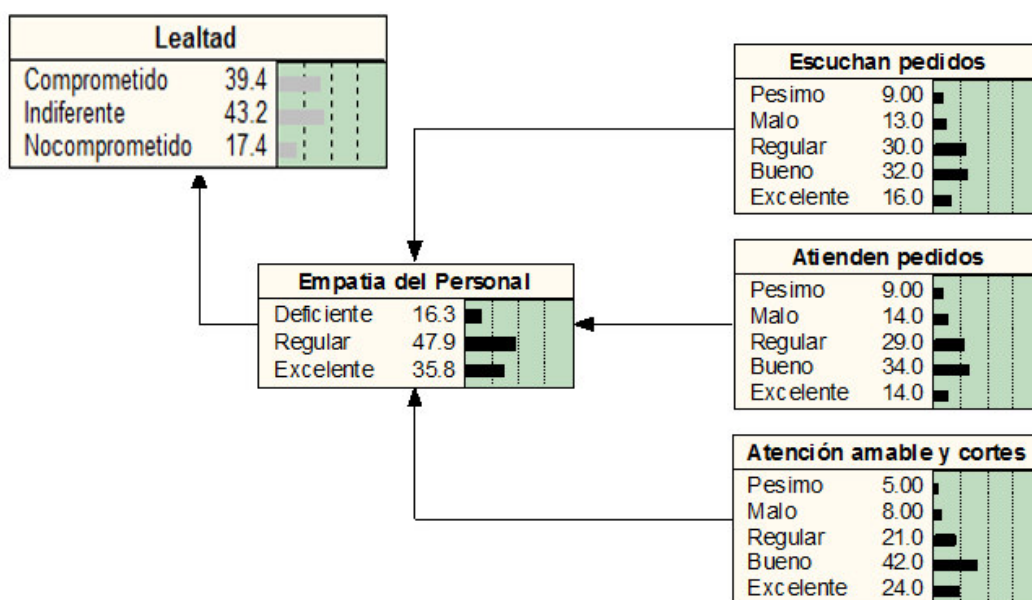 Lealtad
Comprometido 39.4
Indiferente 43.2
Nocomprometido 17.4
Empatia del Personal
Deficiente 16.3
Regular 47.9
Excelente 35.8
Escuchan pedidos
Pesimo 9.00
Malo 13.0
Regular 30.0
Bueno 32.0
Excelente 16.0
Atienden pedidos
Pesimo 9.00
Malo 14.0
Regular 29.0
Bueno 34.0
Excelente 14.0
Atención amable y cortes
Pesimo 5.00
Malo 8.00
Regular 21.0
Bueno 42.0
Excelente 24.0